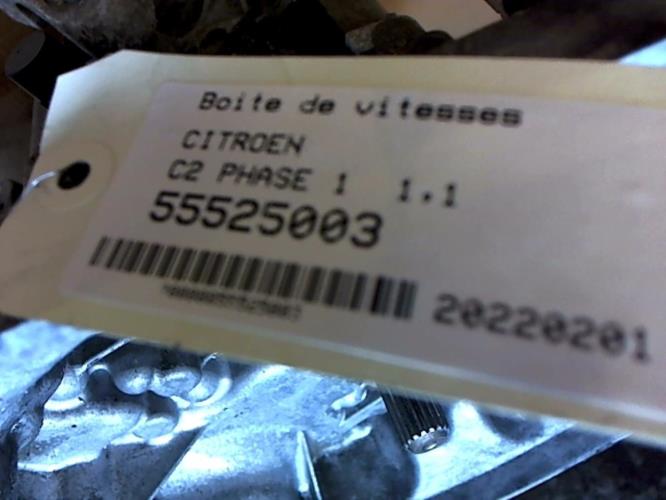 Boite de vitesses
CITROEN
C2 PHASE 1 1,1
55525003
20220201